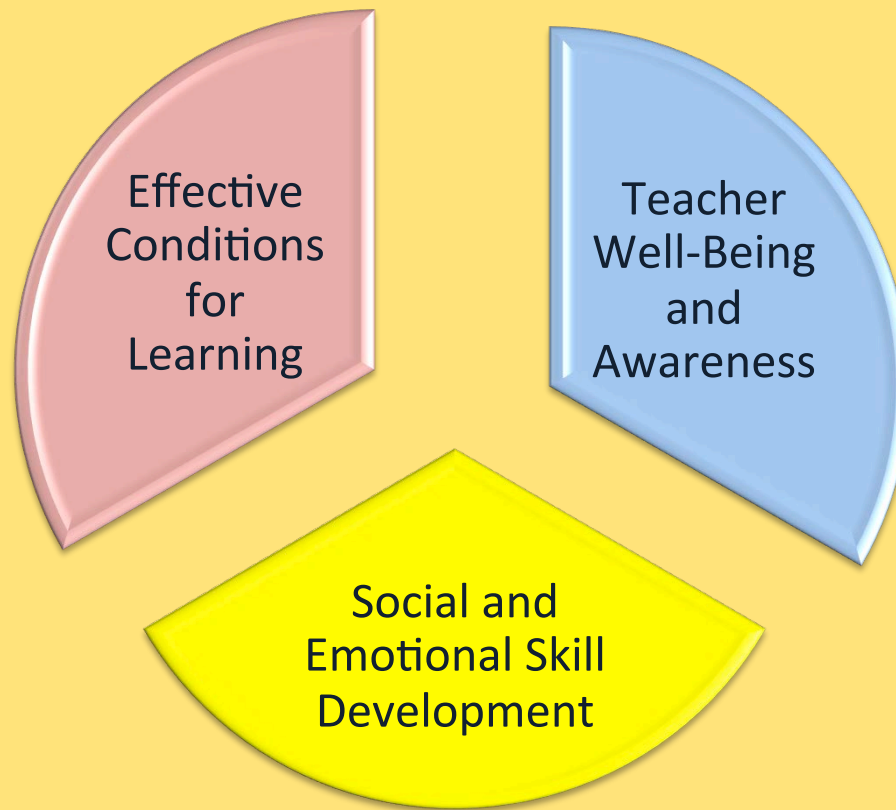 Effective
Conditions
for
Learning
Teacher
Well-Being
and
Awareness
Social and
Emotional Skill
Development